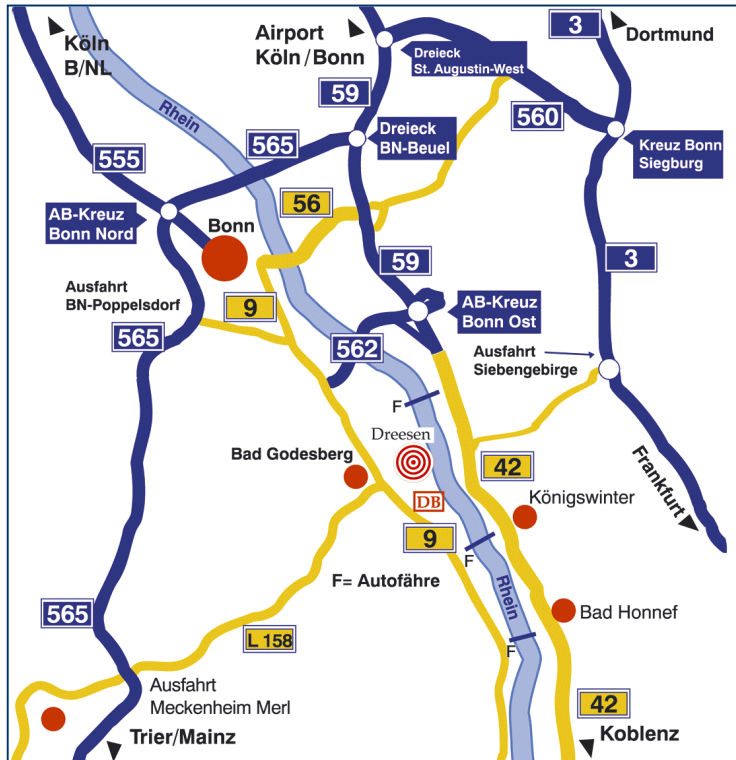 Köln
B/NL
Airport
Köln/Bonn
Dreieck
St. Augustin-West
3
Dortmund
59
560
Rhein
565
Dreieck
BN-Beuel
Kreuz Bonn
Siegburg
555
56
AB-Kreuz
Bonn Nord
Bonn
59
3
Ausfahrt
BN-Poppelsdorf
9
AB-Kreuz
Bonn Ost
565
562
Ausfahrt
Siebengebirge
F
Dreesen
Bad Godesberg
42
Frankfurt
DB
Königswinter
9
F
F= Autofähre
Rhein
565
Bad Honnef
L 158
F
Ausfahrt
Meckenheim Merl
42
Trier/Mainz
Koblenz